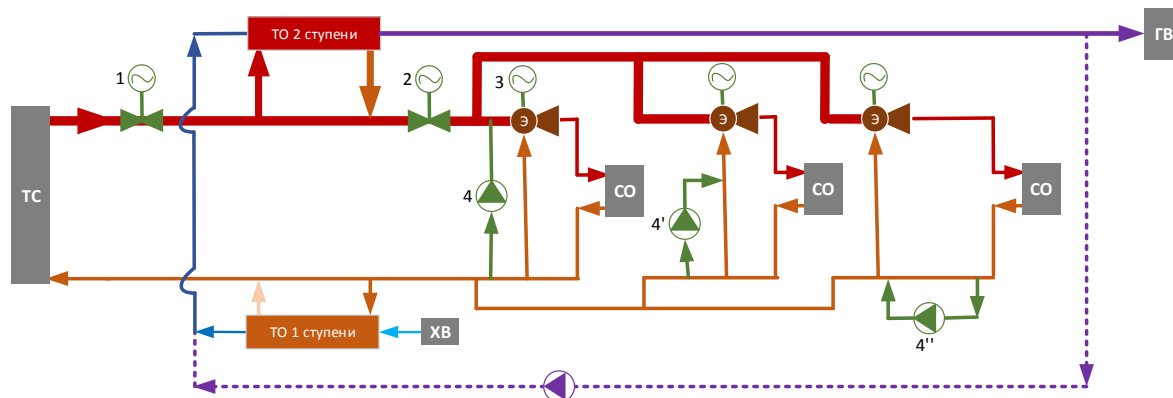 ТО 2 ступени
ГВ
1
2
3
Э
Э
Э
ТС
4
СО
4'
СО
СО
ТО 1 ступени
ХВ
4''